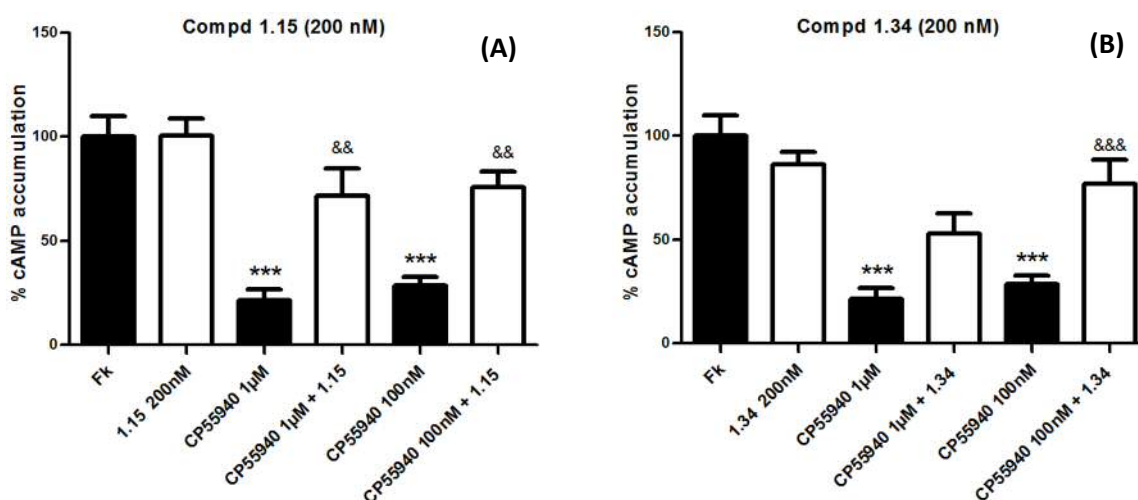 Compd 1.15 (200 nM)
(A)
% cAMP accumulation
150
100
50
0
&&
&&
***
***
Fk
1.15 200nM
CP55940 1µM
CP55940 1µM + 1.15
CP55940 100nM
CP55940 100nM + 1.15
Compd 1.34 (200 nM)
(B)
% cAMP accumulation
150
100
50
0
&&&
***
***
Fk
1.34 200nM
CP55940 1µM
CP55940 1µM + 1.34
CP55940 100nM
CP55940 100nM + 1.34